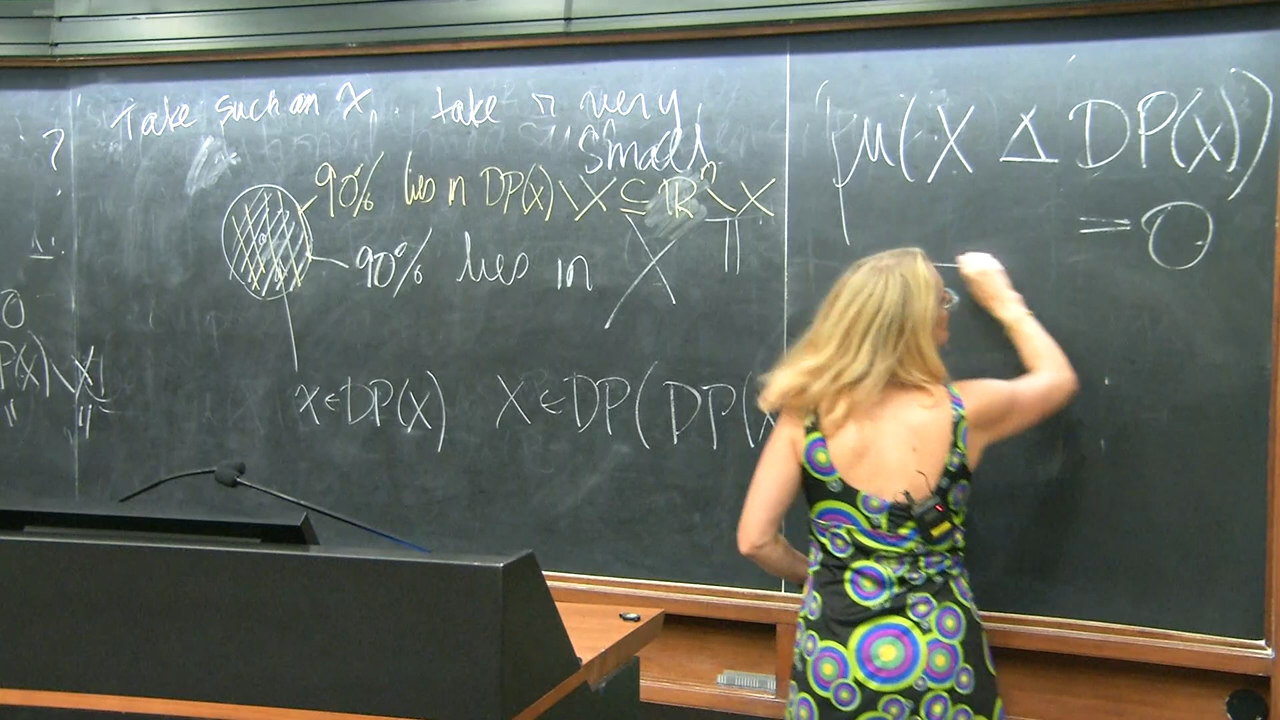 ?
0
P(X) \ X
Take such an X, take r very small
90% lies in DP(X) \ X ⊆ ℝⁿ \ X
90% lies in X
X ∈ DP(X) X ∈ DP(DP(X
(μ(X Δ DP(X))
= 0